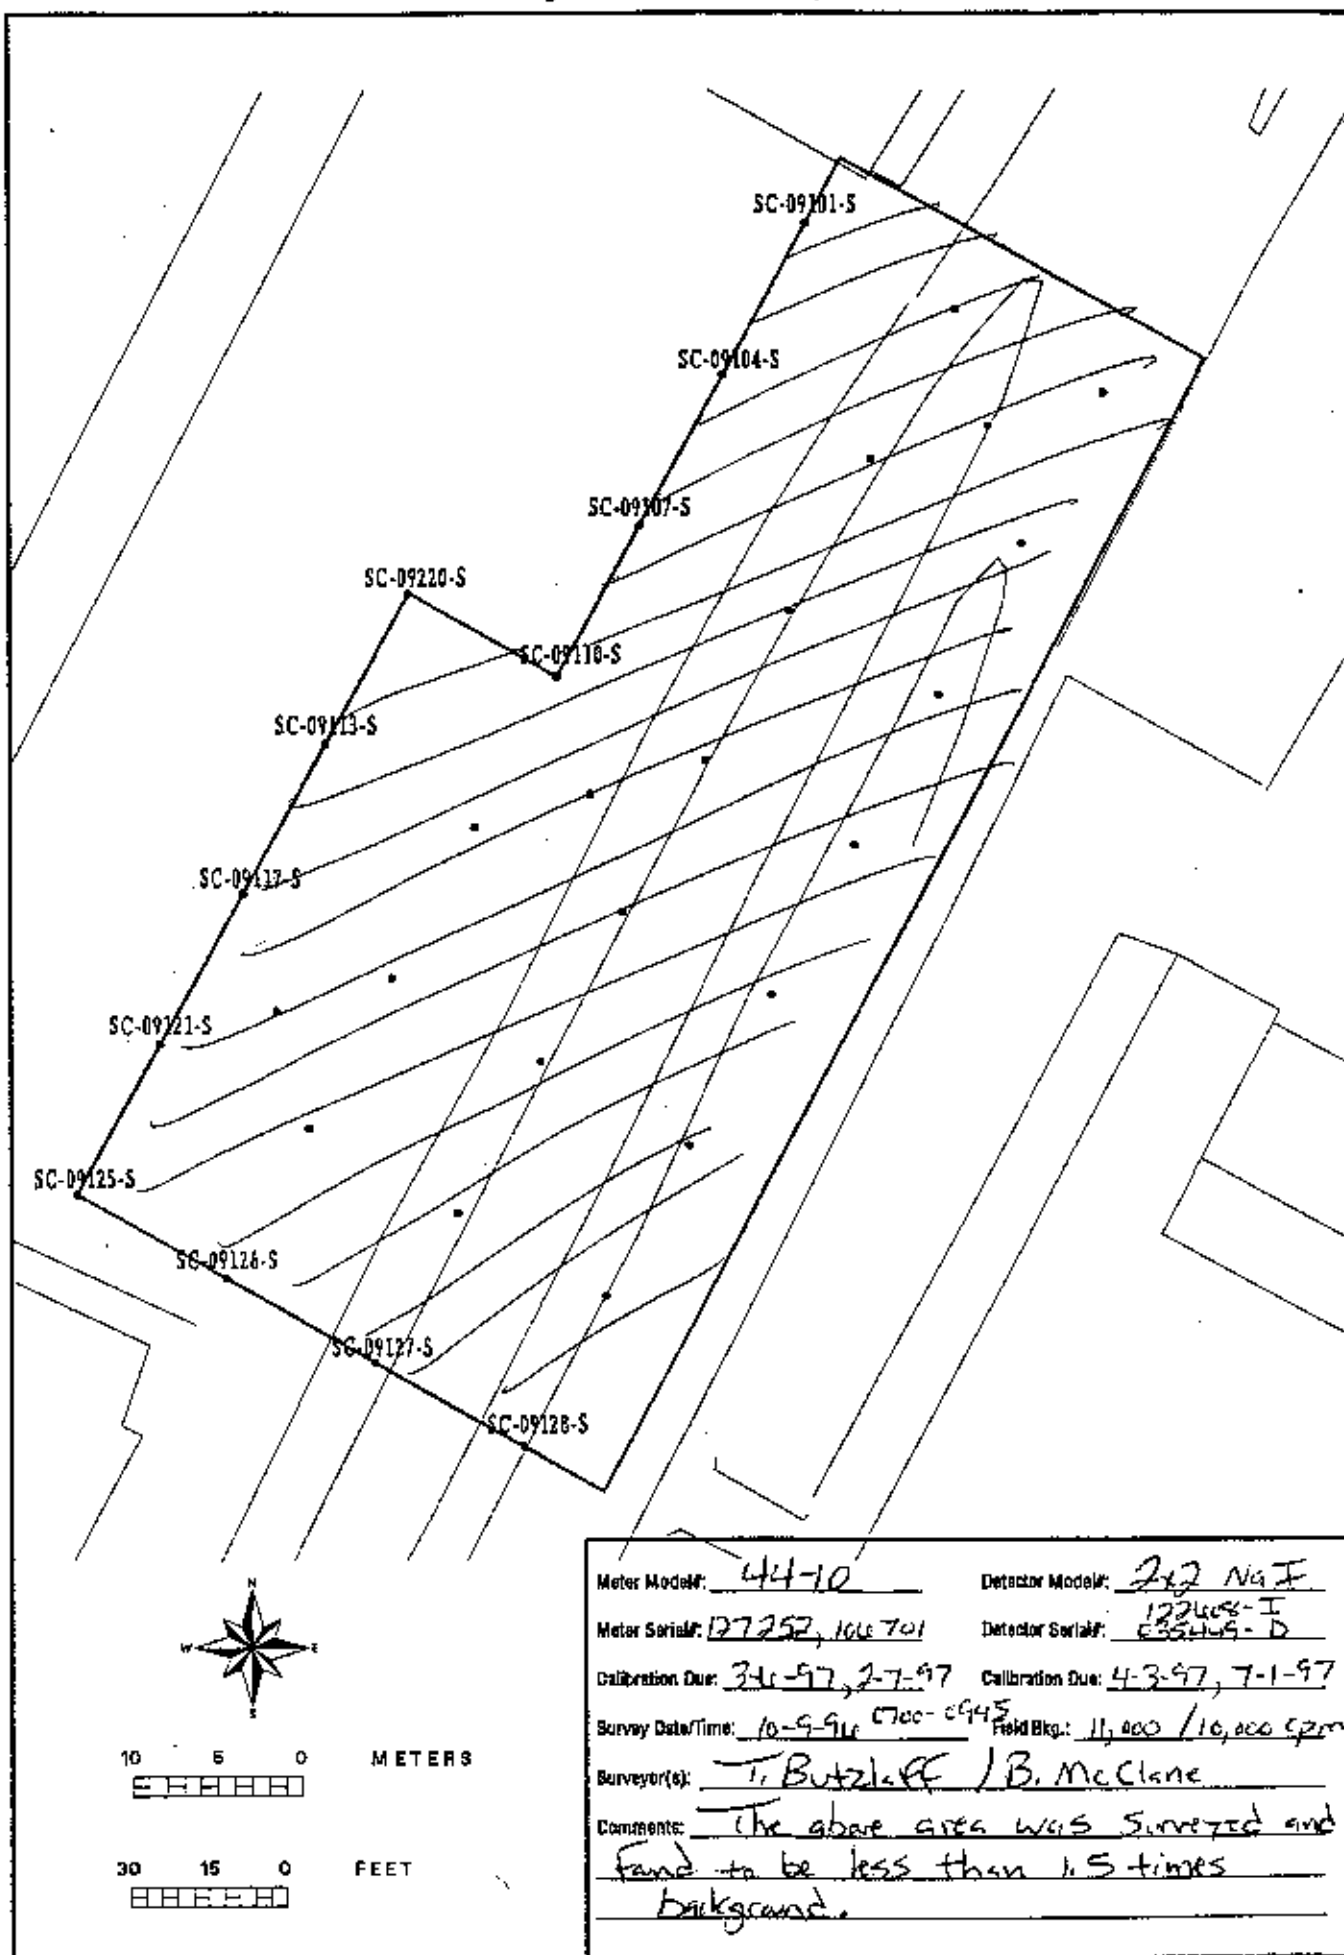 SC-09101-S
SC-09104-S
SC-09107-S
SC-09220-S
SC-09110-S
SC-09113-S
SC-09117-S
SC-09121-S
SC-09125-S
SC-09126-S
SC-09127-S
SC-09128-S
N
W E
S
10 5 0 METERS
30 15 0 FEET
Meter Model#: 44-10 Detector Model#: 2x2 NaI
Meter Serial#: 127252, 106701 Detector Serial#:
Calibration Due: 3-6-97, 2-7-97 Calibration Due: 4-3-97, 7-1-97
Survey Date/Time: 10-9-96 0700-0945 Field Bkg.: 11,000 / 10,000 cpm
Surveyor(s): T. Butzlaff / B. McClane
Comments: The above area was Surveyed and
fand to be less than 1.5 times
background.